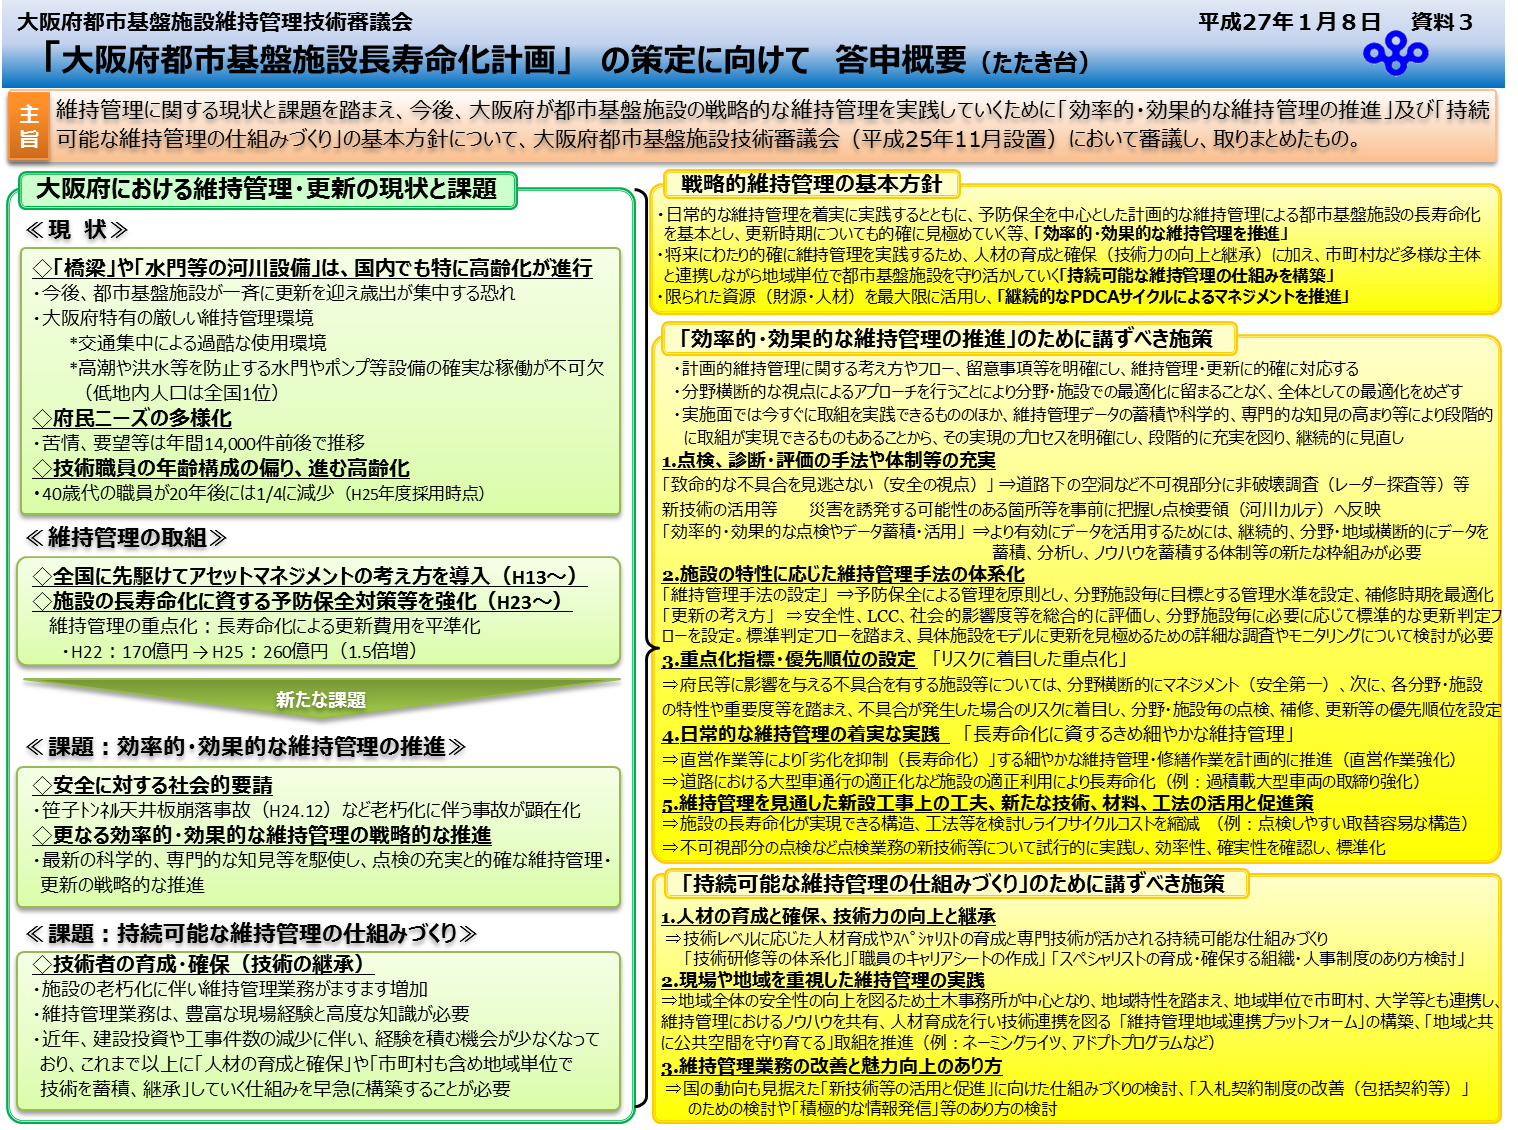 大阪府都市基盤施設維持管理技術審議会
平成27年１月８日　資料３
「大阪府都市基盤施設長寿命化計画」　の策定に向けて　答申概要（たたき台）
主旨
維持管理に関する現状と課題を踏まえ、今後、大阪府が都市基盤施設の戦略的な維持管理を実践していくために「効率的・効果的な維持管理の推進」及び「持続
可能な維持管理の仕組みづくり」の基本方針について、大阪府都市基盤施設技術審議会（平成25年11月設置）において審議し、取りまとめたもの。
大阪府における維持管理・更新の現状と課題
≪現 状≫
◇「橋梁」や「水門等の河川設備」は、国内でも特に高齢化が進行
・今後、都市基盤施設が一斉に更新を迎え歳出が集中する恐れ
・大阪府特有の厳しい維持管理環境
*交通集中による過酷な使用環境
*高潮や洪水等を防止する水門やポンプ等設備の確実な稼働が不可欠
（低地内人口は全国1位）
◇府民ニーズの多様化
・苦情、要望等は年間14,000件前後で推移
◇技術職員の年齢構成の偏り、進む高齢化
・40歳代の職員が20年後には1/4に減少（H25年度採用時点）
≪維持管理の取組≫
◇全国に先駆けてアセットマネジメントの考え方を導入（H13～）
◇施設の長寿命化に資する予防保全対策等を強化（H23～）
維持管理の重点化：長寿命化による更新費用を平準化
・H22：170億円 → H25：260億円（1.5倍増）
新たな課題
≪課題：効率的・効果的な維持管理の推進≫
◇安全に対する社会的要請
・笹子ﾄﾝﾈﾙ天井板崩落事故（H24.12）など老朽化に伴う事故が顕在化
◇更なる効率的・効果的な維持管理の戦略的な推進
・最新の科学的、専門的な知見等を駆使し、点検の充実と的確な維持管理・
更新の戦略的な推進
≪課題：持続可能な維持管理の仕組みづくり≫
◇技術者の育成・確保（技術の継承）
・施設の老朽化に伴い維持管理業務がますます増加
・維持管理業務は、豊富な現場経験と高度な知識が必要
・近年、建設投資や工事件数の減少に伴い、経験を積む機会が少なくなって
おり、これまで以上に「人材の育成と確保」や「市町村も含め地域単位で
技術を蓄積、継承」していく仕組みを早急に構築することが必要
戦略的維持管理の基本方針
・日常的な維持管理を着実に実践するとともに、予防保全を中心とした計画的な維持管理による都市基盤施設の長寿命化
を基本とし、更新時期についても的確に見極めていく等、「効率的・効果的な維持管理を推進」
・将来にわたり的確に維持管理を実践するため、人材の育成と確保（技術力の向上と継承）に加え、市町村など多様な主体
と連携しながら地域単位で都市基盤施設を守り活かしていく「持続可能な維持管理の仕組みを構築」
・限られた資源（財源・人材）を最大限に活用し、「継続的なPDCAサイクルによるマネジメントを推進」
「効率的・効果的な維持管理の推進」のために講ずべき施策
・計画的維持管理に関する考え方やフロー、留意事項等を明確にし、維持管理・更新に的確に対応する
・分野横断的な視点によるアプローチを行うことにより分野・施設での最適化に留まることなく、全体としての最適化をめざす
・実施面では今すぐに取組を実践できるもののほか、維持管理データの蓄積や科学的、専門的な知見の高まり等により段階的
に取組が実現できるものもあることから、その実現のプロセスを明確にし、段階的に充実を図り、継続的に見直し
1.点検、診断・評価の手法や体制等の充実
「致命的な不具合を見逃さない（安全の視点）」⇒道路下の空洞など不可視部分に非破壊調査（レーダー探査等）等
新技術の活用等　　災害を誘発する可能性のある箇所等を事前に把握し点検要領（河川カルテ）へ反映
「効率的・効果的な点検やデータ蓄積・活用」 ⇒より有効にデータを活用するためには、継続的、分野・地域横断的にデータを
蓄積、分析し、ノウハウを蓄積する体制等の新たな枠組みが必要
2.施設の特性に応じた維持管理手法の体系化
「維持管理手法の設定」 ⇒予防保全による管理を原則とし、分野施設毎に目標とする管理水準を設定、補修時期を最適化
「更新の考え方」 ⇒安全性、LCC、社会的影響度等を総合的に評価し、分野施設毎に必要に応じて標準的な更新判定フ
ローを設定。標準判定フローを踏まえ、具体施設をモデルに更新を見極めるための詳細な調査やモニタリングについて検討が必要
3.重点化指標・優先順位の設定　「リスクに着目した重点化」
⇒府民等に影響を与える不具合を有する施設等については、分野横断的にマネジメント（安全第一）、次に、各分野・施設
の特性や重要度等を踏まえ、不具合が発生した場合のリスクに着目し、分野・施設毎の点検、補修、更新等の優先順位を設定
4.日常的な維持管理の着実な実践　「長寿命化に資するきめ細やかな維持管理」
⇒直営作業等により「劣化を抑制（長寿命化）」する細やかな維持管理・修繕作業を計画的に推進（直営作業強化）
⇒道路における大型車通行の適正化など施設の適正利用により長寿命化（例：過積載大型車両の取締り強化）
5.維持管理を見通した新設工事上の工夫、新たな技術、材料、工法の活用と促進策
⇒施設の長寿命化が実現できる構造、工法等を検討しライフサイクルコストを縮減　（例：点検しやすい取替容易な構造）
⇒不可視部分の点検など点検業務の新技術等について試行的に実践し、効率性、確実性を確認し、標準化
「持続可能な維持管理の仕組みづくり」のために講ずべき施策
1.人材の育成と確保、技術力の向上と継承
⇒技術レベルに応じた人材育成やｽﾍﾟｼｬﾘｽﾄの育成と専門技術が活かされる持続可能な仕組みづくり
「技術研修等の体系化」「職員のキャリアシートの作成」「スペシャリストの育成・確保する組織・人事制度のあり方検討」
2.現場や地域を重視した維持管理の実践
⇒地域全体の安全性の向上を図るため土木事務所が中心となり、地域特性を踏まえ、地域単位で市町村、大学等とも連携し、
維持管理におけるノウハウを共有、人材育成を行い技術連携を図る 「維持管理地域連携プラットフォーム」の構築、「地域と共
に公共空間を守り育てる」取組を推進（例：ネーミングライツ、アドプトプログラムなど）
3.維持管理業務の改善と魅力向上のあり方
⇒国の動向も見据えた「新技術等の活用と促進」に向けた仕組みづくりの検討、「入札契約制度の改善（包括契約等）」
のための検討や「積極的な情報発信」等のあり方の検討